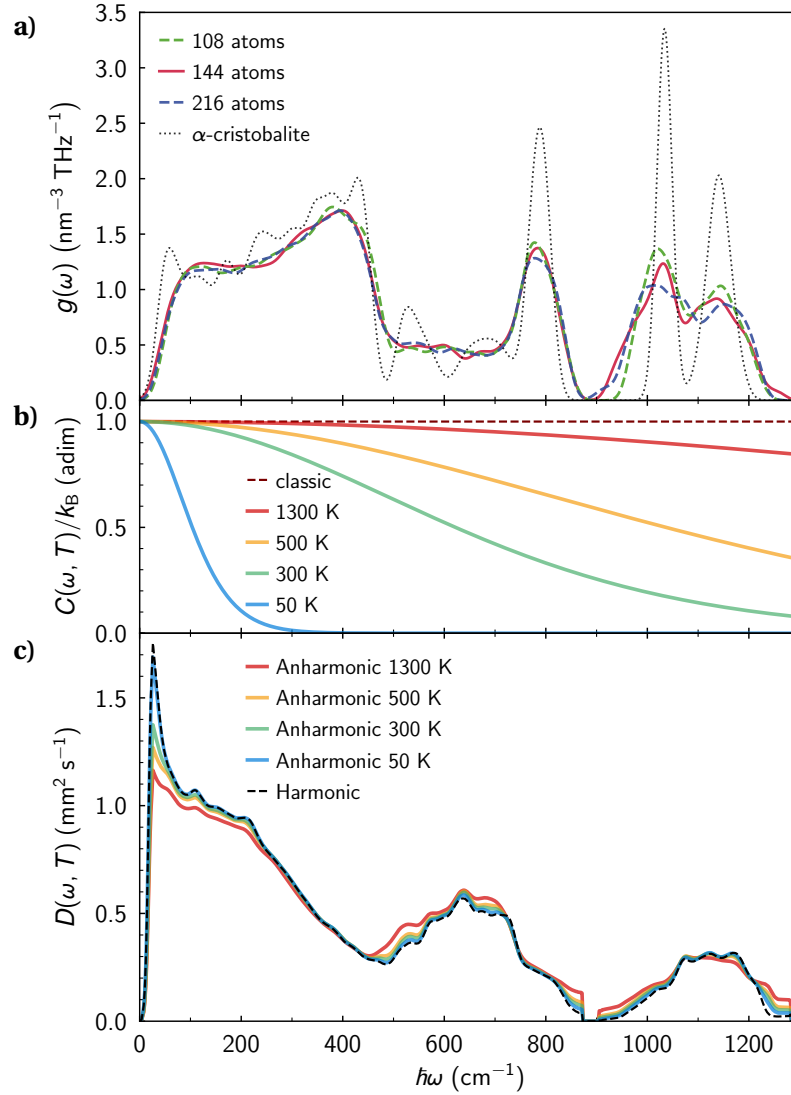 a)
3.5
3.0
2.5
2.0
1.5
1.0
0.5
0.0
g(ω) (nm⁻³ THz⁻¹)
108 atoms
144 atoms
216 atoms
α-cristobalite
b)
1.0
0.5
0.0
C(ω, T)/k_B (adim)
classic
1300 K
500 K
300 K
50 K
c)
1.5
1.0
0.5
0.0
D(ω, T) (mm² s⁻¹)
Anharmonic 1300 K
Anharmonic 500 K
Anharmonic 300 K
Anharmonic 50 K
Harmonic
0 200 400 600 800 1000 1200
ħω (cm⁻¹)